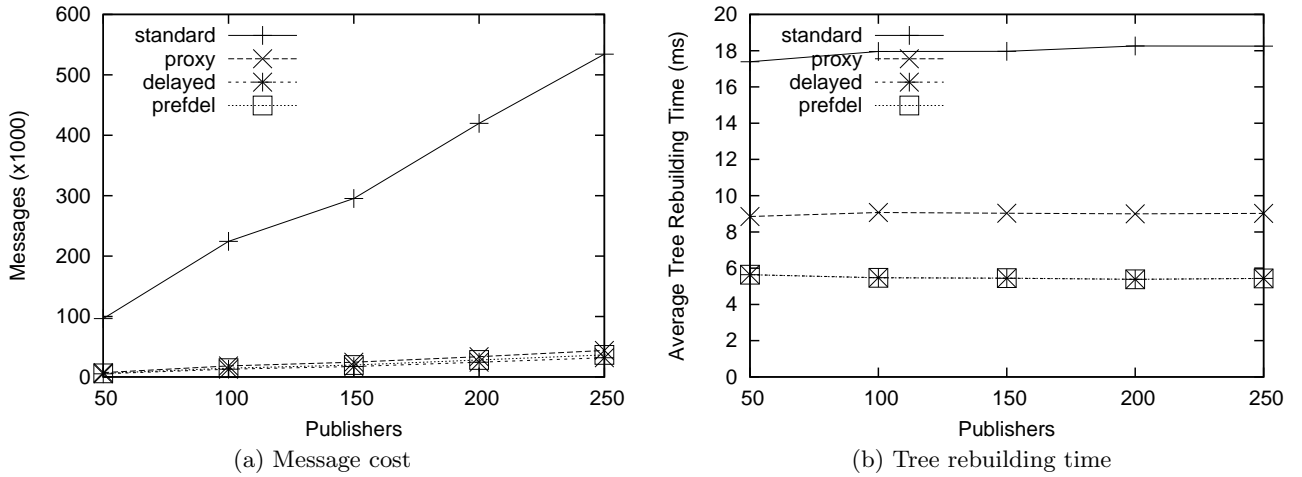 600
500
400
300
200
100
0
50 100 150 200 250
Messages (x1000)
Publishers
standard
proxy
delayed
prefdel
(a) Message cost
20
18
16
14
12
10
8
6
4
2
0
50 100 150 200 250
Average Tree Rebuilding Time (ms)
Publishers
standard
proxy
delayed
prefdel
(b) Tree rebuilding time